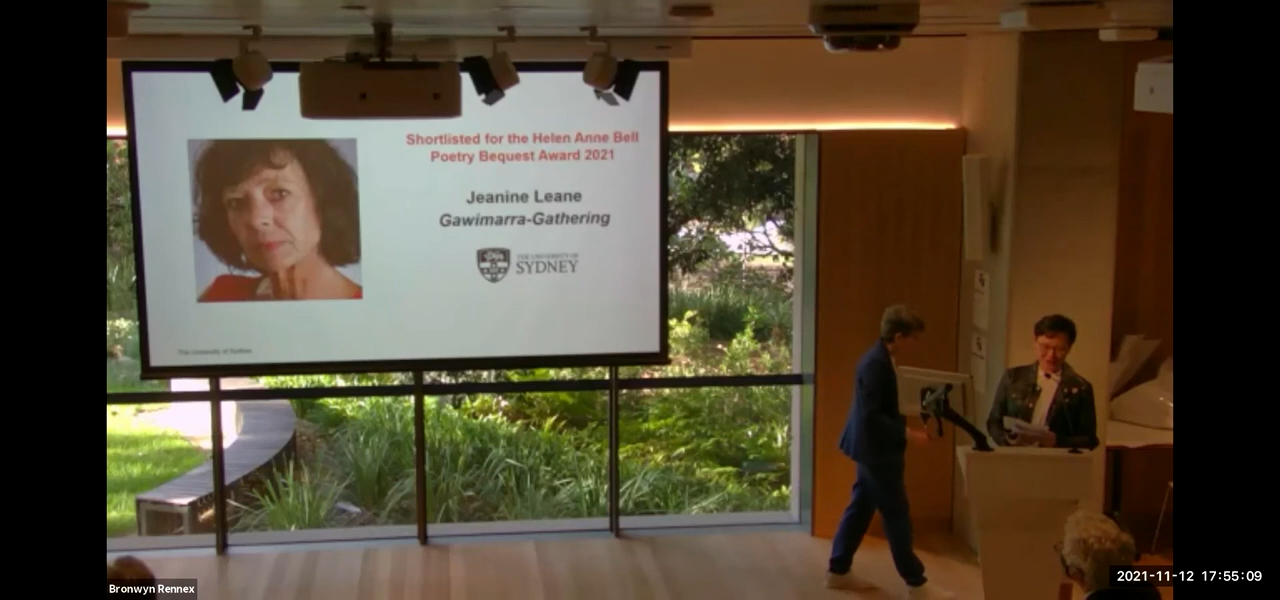 Shortlisted for the Helen Anne Bell
Poetry Bequest Award 2021
Jeanine Leane
Gawimarra-Gathering
THE UNIVERSITY OF
SYDNEY
The University of Sydney
Bronwyn Rennex
2021-11-12 17:55:09